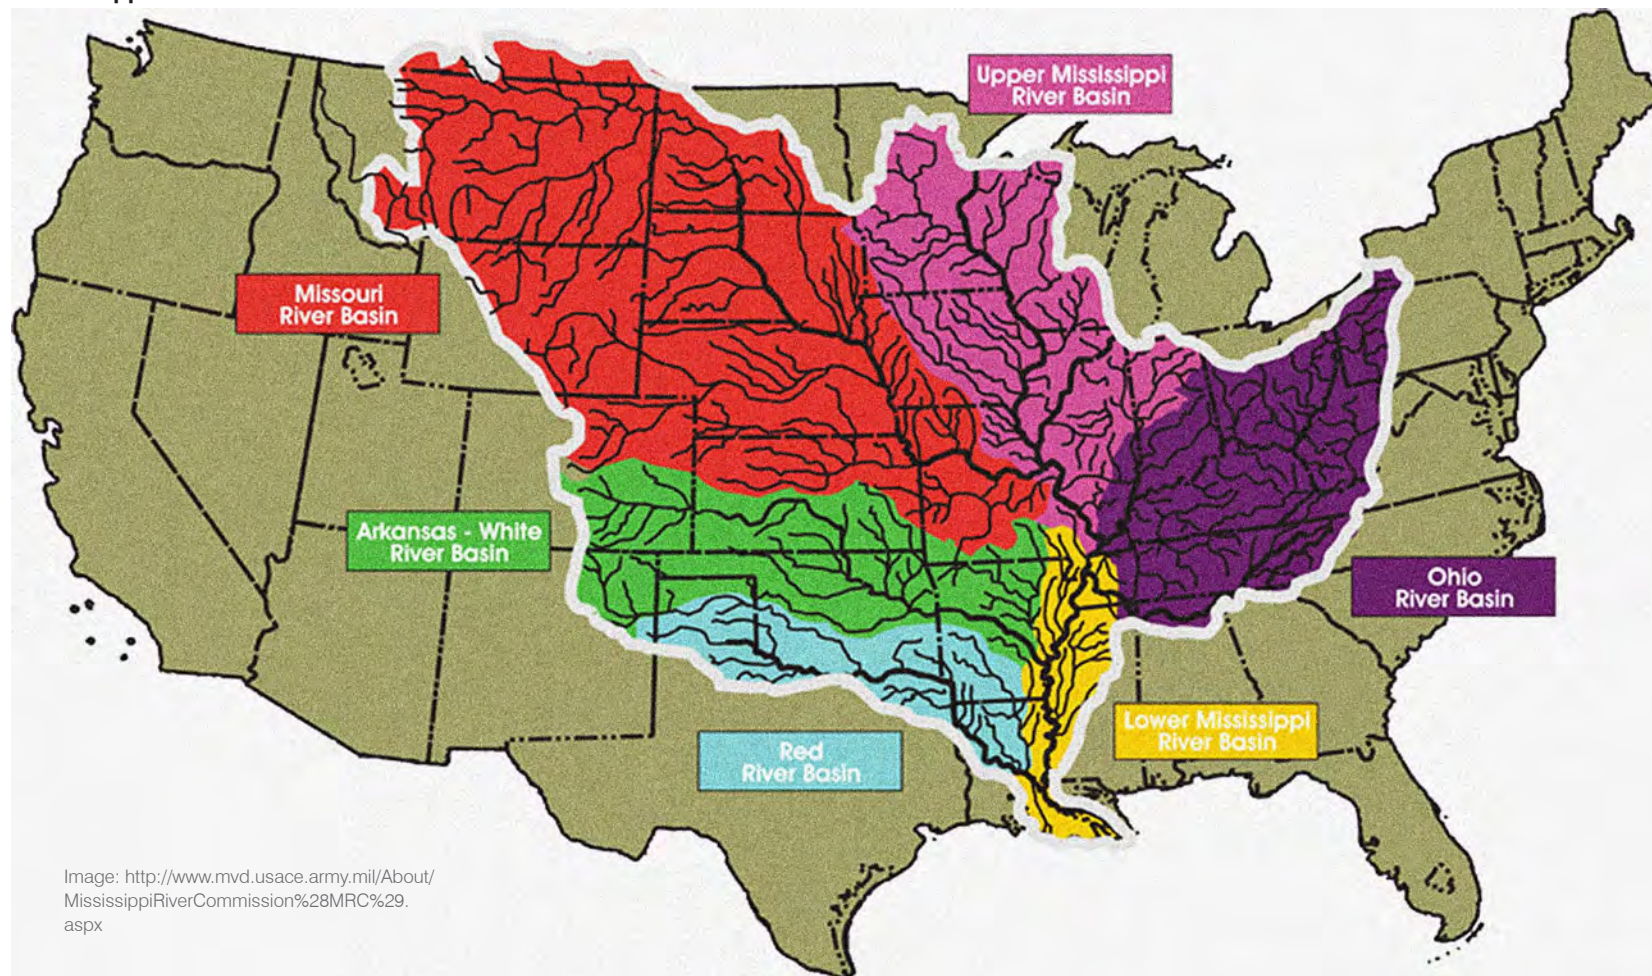 Upper Mississippi
River Basin
Missouri
River Basin
Arkansas - White
River Basin
Ohio
River Basin
Lower Mississippi
River Basin
Red
River Basin
Image: http://www.mvd.usace.army.mil/About/
MississippiRiverCommission%28MRC%29.
aspx